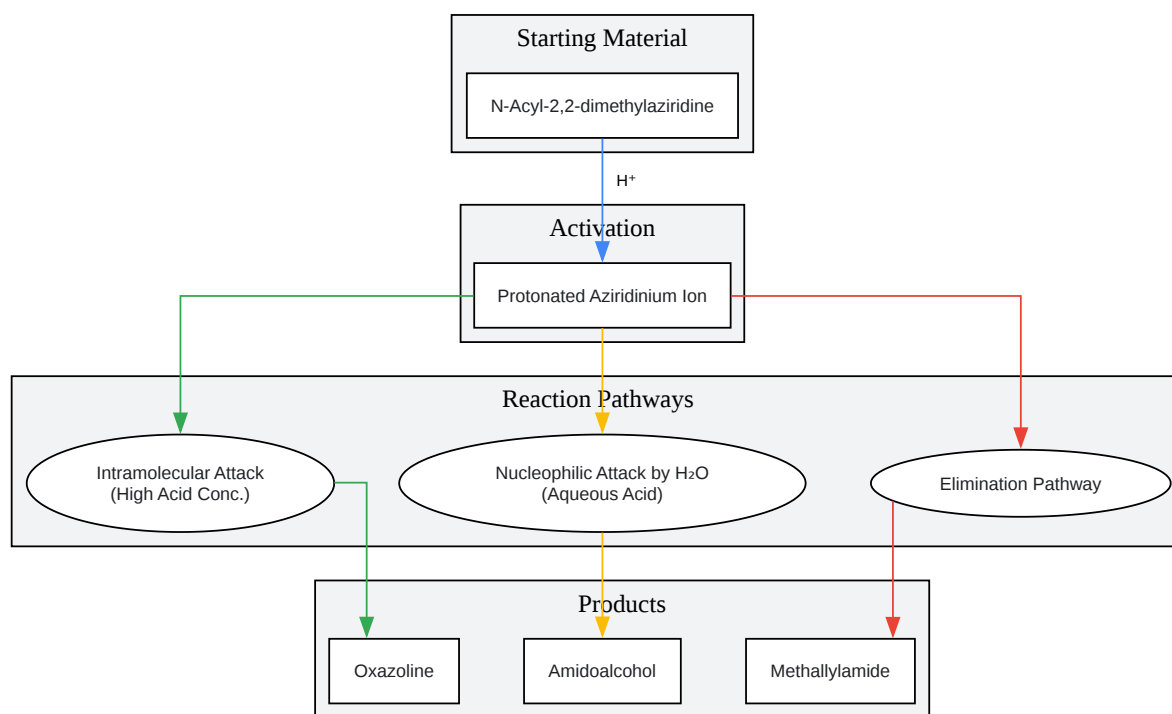 Starting Material
N-Acyl-2,2-dimethylaziridine
H⁺
Activation
Protonated Aziridinium Ion
Reaction Pathways
Intramolecular Attack
(High Acid Conc.)
Nucleophilic Attack by H₂O
(Aqueous Acid)
Elimination Pathway
Products
Oxazoline
Amidoalcohol
Methallylamide